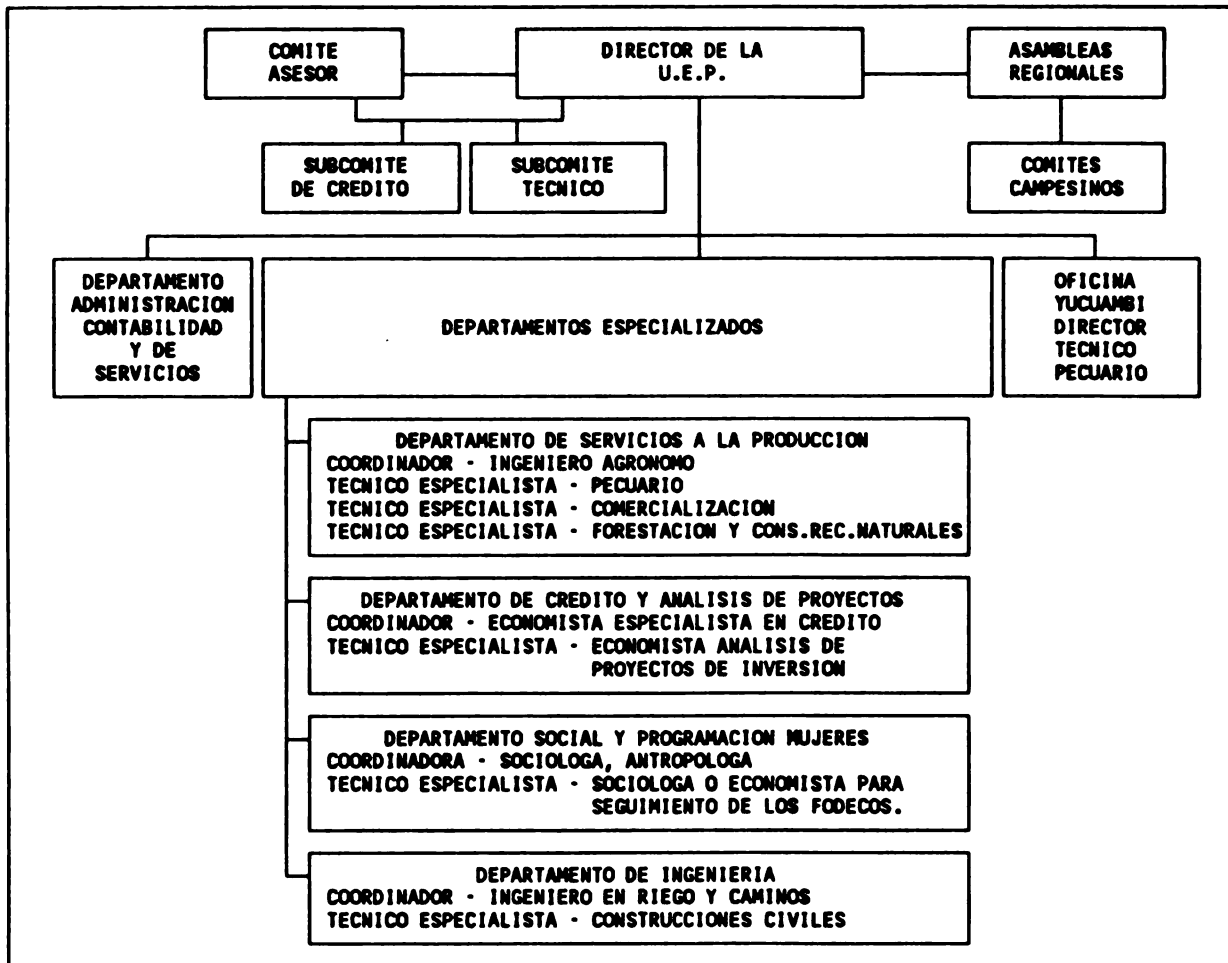 COMITE
ASESOR
DIRECTOR DE LA
U.E.P.
ASAMBLEAS
REGIONALES
SUBCOMITE
DE CREDITO
SUBCOMITE
TECNICO
COMITES
CAMPESINOS
DEPARTAMENTO
ADMINISTRACION
CONTABILIDAD
Y DE
SERVICIOS
DEPARTAMENTOS ESPECIALIZADOS
OFICINA
YUCUAMBI
DIRECTOR
TECNICO
PECUARIO
DEPARTAMENTO DE SERVICIOS A LA PRODUCCION
COORDINADOR - INGENIERO AGRONOMO
TECNICO ESPECIALISTA - PECUARIO
TECNICO ESPECIALISTA - COMERCIALIZACION
TECNICO ESPECIALISTA - FORESTACION Y CONS.REC.NATURALES
DEPARTAMENTO DE CREDITO Y ANALISIS DE PROYECTOS
COORDINADOR - ECONOMISTA ESPECIALISTA EN CREDITO
TECNICO ESPECIALISTA - ECONOMISTA ANALISIS DE
PROYECTOS DE INVERSION
DEPARTAMENTO SOCIAL Y PROGRAMACION MUJERES
COORDINADORA - SOCIOLOGA, ANTROPOLOGA
TECNICO ESPECIALISTA - SOCIOLOGA O ECONOMISTA PARA
SEGUIMIENTO DE LOS FODECOS.
DEPARTAMENTO DE INGENIERIA
COORDINADOR - INGENIERO EN RIEGO Y CAMINOS
TECNICO ESPECIALISTA - CONSTRUCCIONES CIVILES